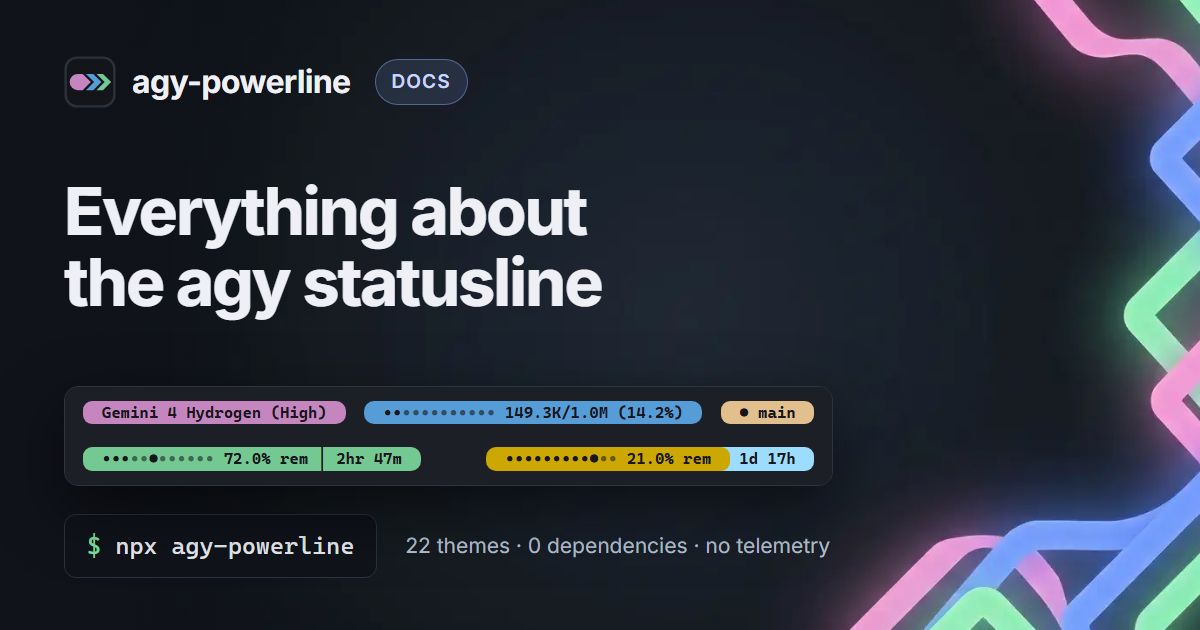 agy-powerline DOCS
Everything about
the agy statusline
Gemini 4 Hydrogen (High) 149.3K/1.0M (14.2%) main
72.0% rem 2hr 47m 21.0% rem 1d 17h
$ npx agy-powerline 22 themes · 0 dependencies · no telemetry